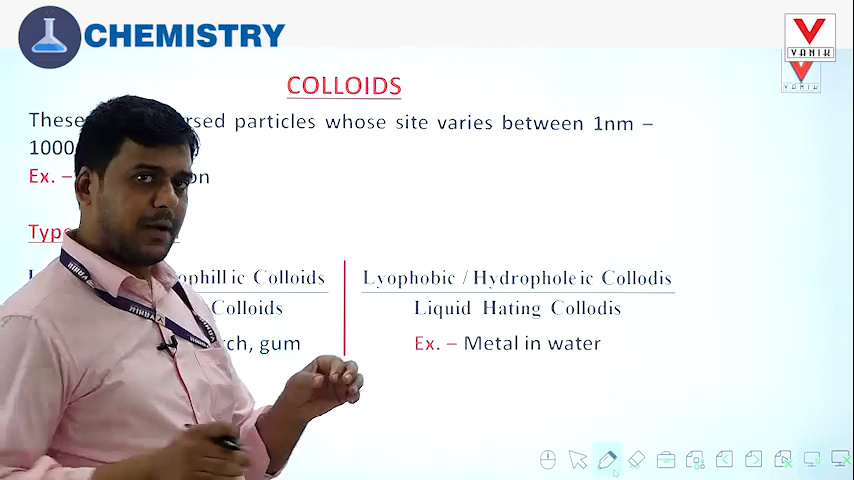 CHEMISTRY
VANIK
VANIK
COLLOIDS
These rsed particles whose site varies between 1nm –
1000
Ex. – on
Type
ophillic Colloids
Colloids
rch, gum
Lyophobic / Hydropholeic Collodis
Liquid Hating Collodis
Ex. – Metal in water
VANIK